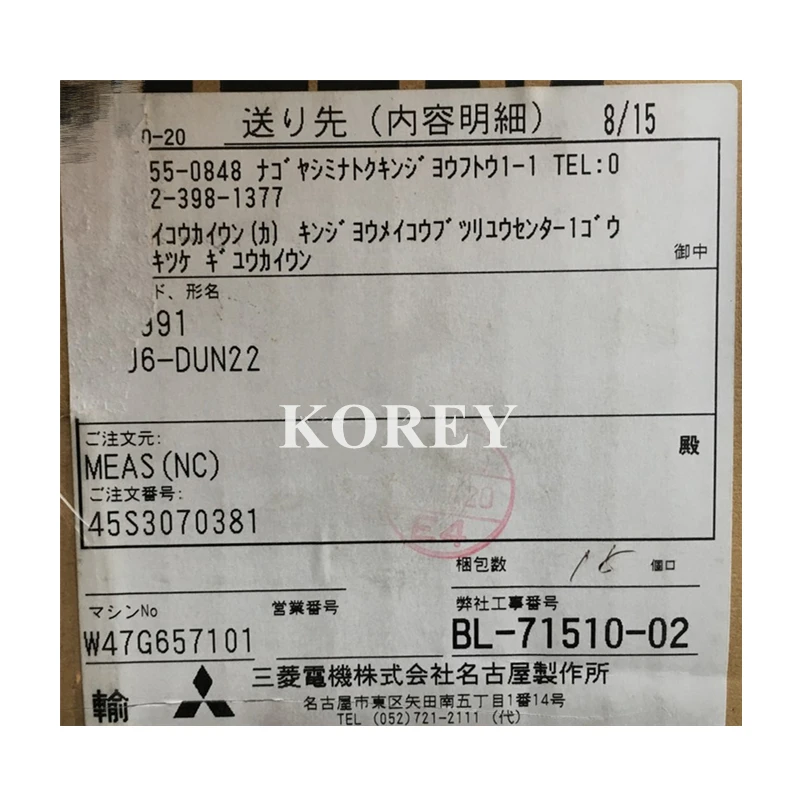 0-20 送り先(内容明細) 8/15
55-0848 ナゴヤシミナトクキンジョウフトウ1-1 TEL:0
2-398-1377
イコウカイウン(カ) キンジヨウメイコウブツリユウセンター1ゴウ
キツケ ギユウカイウン 御中
ド、形名
991
J6-DUN22
KOREY
ご注文元:
MEAS(NC) 殿
ご注文番号:
45S3070381
20
E4
梱包数 個口
マシンNo 営業番号 弊社工事番号
W47G657101 BL-71510-02
三菱電機株式会社名古屋製作所
輸 名古屋市東区矢田南五丁目1番14号
TEL (052)721-2111 (代)